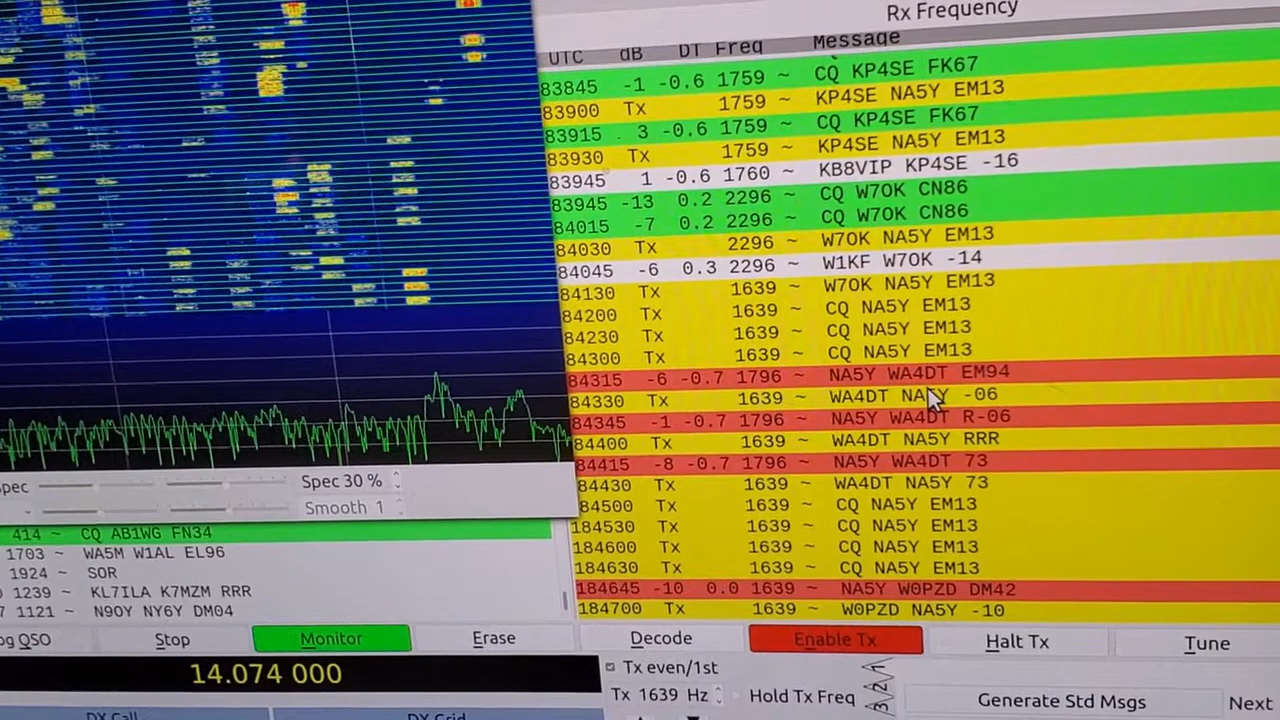 Rx Frequency
UTC dB DT Freq Message
83845 -1 -0.6 1759 ~ CQ KP4SE FK67
83900 Tx 1759 ~ KP4SE NA5Y EM13
83915 3 -0.6 1759 ~ CQ KP4SE FK67
83930 Tx 1759 ~ KP4SE NA5Y EM13
83945 1 -0.6 1760 ~ KB8VIP KP4SE -16
83945 -13 0.2 2296 ~ CQ W7OK CN86
84015 -7 0.2 2296 ~ CQ W7OK CN86
84030 Tx 2296 ~ W7OK NA5Y EM13
84045 -6 0.3 2296 ~ W1KF W7OK -14
84130 Tx 1639 ~ W7OK NA5Y EM13
84200 Tx 1639 ~ CQ NA5Y EM13
84230 Tx 1639 ~ CQ NA5Y EM13
84300 Tx 1639 ~ CQ NA5Y EM13
84315 -6 -0.7 1796 ~ NA5Y WA4DT EM94
84330 Tx 1639 ~ WA4DT NA5Y -06
84345 -1 -0.7 1796 ~ NA5Y WA4DT R-06
84400 Tx 1639 ~ WA4DT NA5Y RRR
84415 -8 -0.7 1796 ~ NA5Y WA4DT 73
84430 Tx 1639 ~ WA4DT NA5Y 73
184500 Tx 1639 ~ CQ NA5Y EM13
184530 Tx 1639 ~ CQ NA5Y EM13
184600 Tx 1639 ~ CQ NA5Y EM13
184630 Tx 1639 ~ CQ NA5Y EM13
184645 -10 0.0 1639 ~ NA5Y W0PZD DM42
184700 Tx 1639 ~ W0PZD NA5Y -10
Spec Spec 30 %
Smooth 1
414 ~ CQ AB1WG FN34
1703 ~ WA5M W1AL EL96
1924 ~ SOR
1239 ~ KL7ILA K7MZM RRR
7 1121 ~ N9OY NY6Y DM04
og QSO Stop Monitor Erase Decode Enable Tx Halt Tx Tune
14.074 000
Tx even/1st
Tx 1639 Hz Hold Tx Freq
1
2
3
Generate Std Msgs Next
DX Call DX Grid